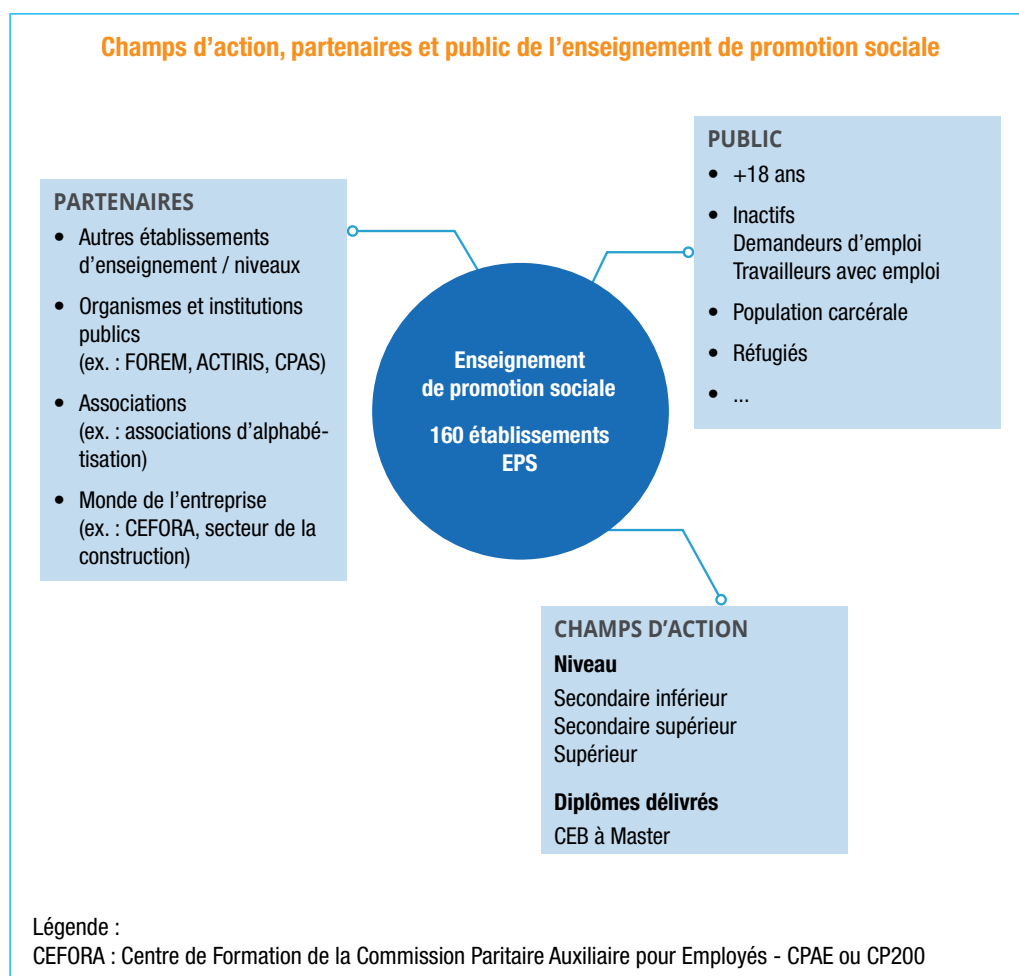 Champs d’action, partenaires et public de l’enseignement de promotion sociale
PARTENAIRES
• Autres établissements
d’enseignement / niveaux
• Organismes et institutions
publics
(ex. : FOREM, ACTIRIS, CPAS)
• Associations
(ex. : associations d’alphabé-
tisation)
• Monde de l’entreprise
(ex. : CEFORA, secteur de la
construction)
Enseignement
de promotion sociale
160 établissements
EPS
PUBLIC
• +18 ans
• Inactifs
Demandeurs d’emploi
Travailleurs avec emploi
• Population carcérale
• Réfugiés
• ...
CHAMPS D’ACTION
Niveau
Secondaire inférieur
Secondaire supérieur
Supérieur
Diplômes délivrés
CEB à Master
Légende :
CEFORA : Centre de Formation de la Commission Paritaire Auxiliaire pour Employés - CPAE ou CP200